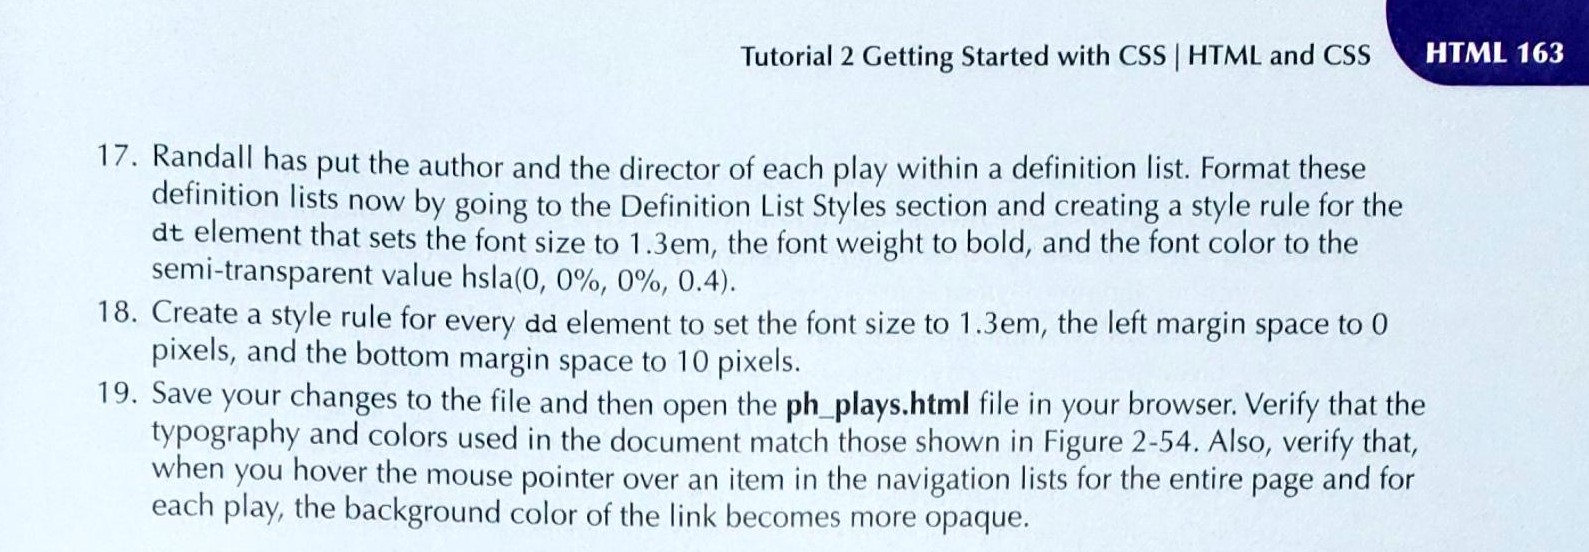 Tutorial 2 Getting Started with CSS | HTML and CSS HTML 163
17. Randall has put the author and the director of each play within a definition list. Format these
definition lists now by going to the Definition List Styles section and creating a style rule for the
dt element that sets the font size to 1.3em, the font weight to bold, and the font color to the
semi-transparent value hsla(0, 0%, 0%, 0.4).
18. Create a style rule for every dd element to set the font size to 1.3em, the left margin space to 0
pixels, and the bottom margin space to 10 pixels.
19. Save your changes to the file and then open the ph_plays.html file in your browser. Verify that the
typography and colors used in the document match those shown in Figure 2-54. Also, verify that,
when you hover the mouse pointer over an item in the navigation lists for the entire page and for
each play, the background color of the link becomes more opaque.